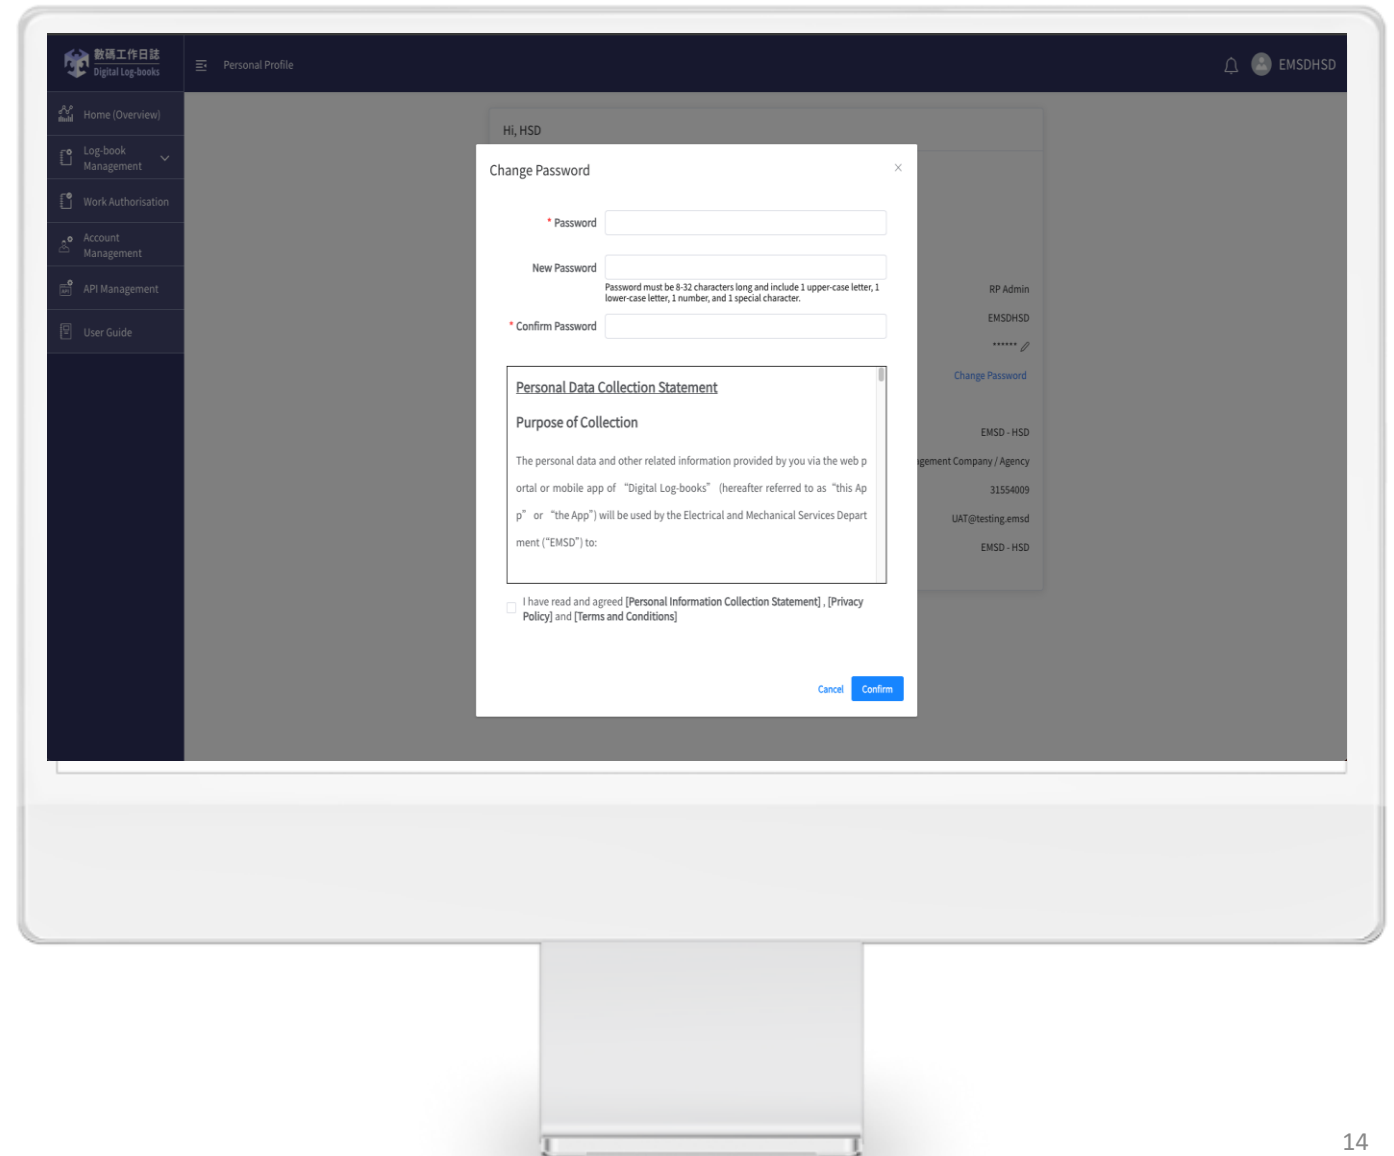 數碼工作日誌
Digital Log-books
Personal Profile
EMSDHSD
Home (Overview)
Log-book
Management
Work Authorisation
Account
Management
API Management
User Guide
Hi, HSD
Change Password
* Password
New Password
Password must be 8-32 characters long and include 1 upper-case letter, 1
lower-case letter, 1 number, and 1 special character.
* Confirm Password
Personal Data Collection Statement
Purpose of Collection
The personal data and other related information provided by you via the web p
ortal or mobile app of “Digital Log-books” (hereafter referred to as “this Ap
p” or “the App”) will be used by the Electrical and Mechanical Services Depart
ment (“EMSD”) to:
I have read and agreed [Personal Information Collection Statement] , [Privacy
Policy] and [Terms and Conditions]
Cancel
Confirm
RP Admin
EMSDHSD
******
Change Password
EMSD - HSD
gement Company / Agency
31554009
UAT@testing.emsd
EMSD - HSD
14